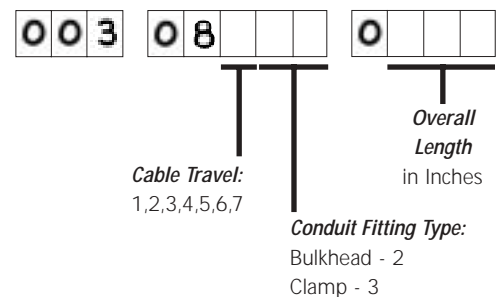 003 08 0
Overall
Length
in Inches
Cable Travel:
1,2,3,4,5,6,7
Conduit Fitting Type:
Bulkhead - 2
Clamp - 3